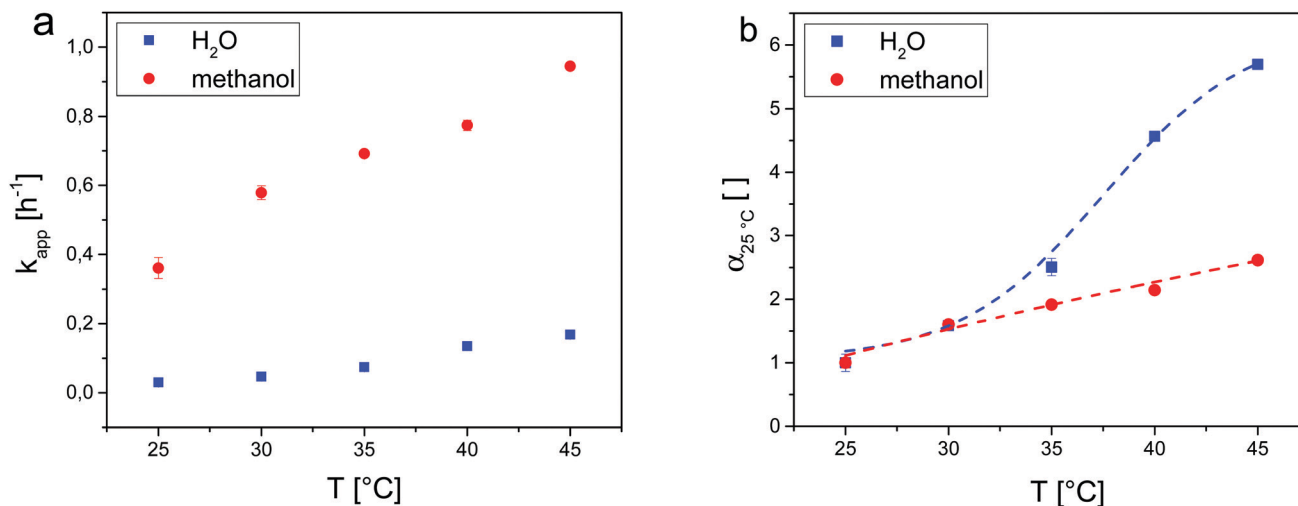 a
H₂O
methanol
1,0
0,8
0,6
0,4
0,2
0,0
k_app [h⁻¹]
25 30 35 40 45
T [°C]
b
H₂O
methanol
6
5
4
3
2
1
0
α_25 °C [ ]
25 30 35 40 45
T [°C]